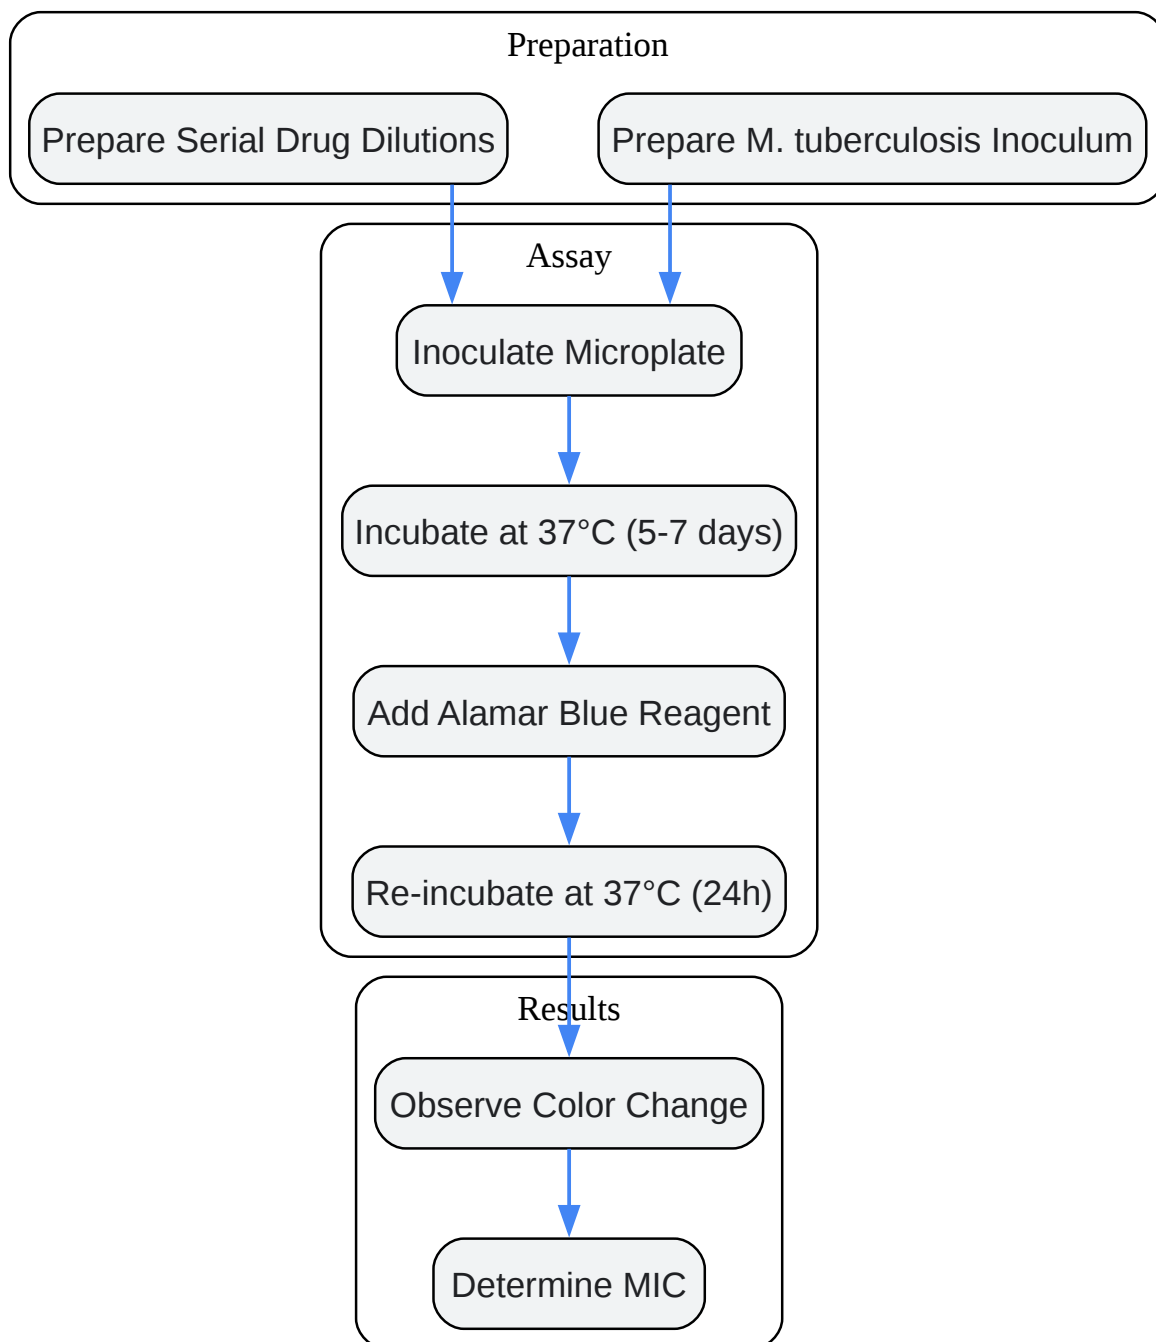 Preparation
Prepare Serial Drug Dilutions
Prepare M. tuberculosis Inoculum
Assay
Inoculate Microplate
Incubate at 37°C (5-7 days)
Add Alamar Blue Reagent
Re-incubate at 37°C (24h)
Results
Observe Color Change
Determine MIC